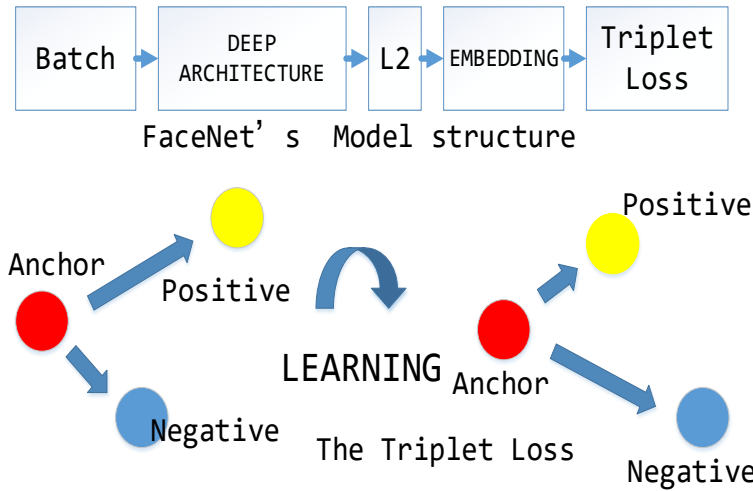 Batch
DEEP
ARCHITECTURE
L2
EMBEDDING
Triplet
Loss
FaceNet’s Model structure
Anchor
Positive
Negative
LEARNING
Positive
Anchor
Negative
The Triplet Loss